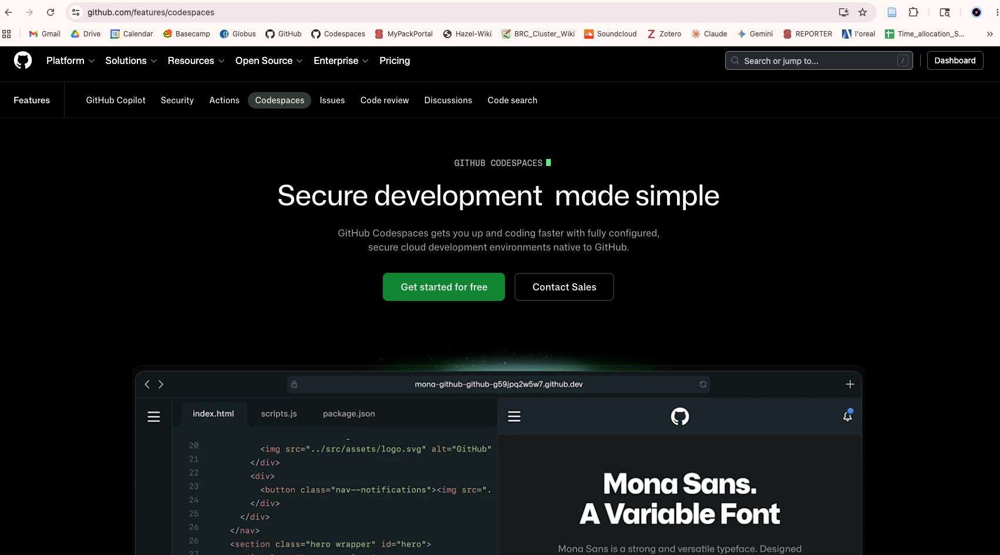 github.com/features/codespaces
Gmail Drive 18 Calendar Basecamp Globus GitHub Codespaces MyPackPortal Hazel-Wiki BRC_Cluster_Wiki Soundcloud Zotero Claude Gemini REPORTER l'oreal Time_allocation_S... »
Platform Solutions Resources Open Source Enterprise Pricing Search or jump to... / Dashboard
Features GitHub Copilot Security Actions Codespaces Issues Code review Discussions Code search
GITHUB CODESPACES
Secure development made simple
GitHub Codespaces gets you up and coding faster with fully configured,
secure cloud development environments native to GitHub.
Get started for free Contact Sales
mona-github-github-g59jpq2w5w7.github.dev
index.html scripts.js package.json
20 <img src="../src/assets/logo.svg" alt="GitHub"
21 </div>
22 <div>
23 <button class="nav--notifications"><img src=".
24 </div>
25 </div>
26 </nav>
26 <section class="hero wrapper" id="hero">
27
Mona Sans.
A Variable Font
Mona Sans is a strong and versatile typeface. Designed